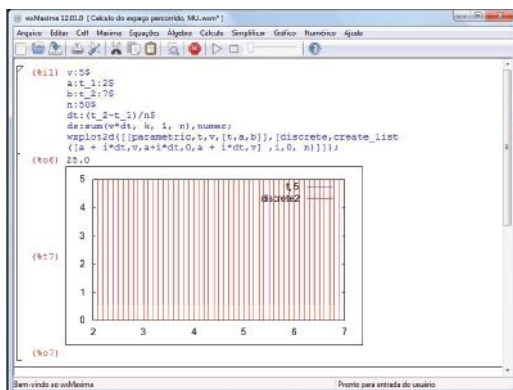 wxMaxima 12.01.0 [ Calculo do espaço percorrido, MU.wxm* ]
Arquivo Editar Cell Maxima Equações Álgebra Cálculo Simplificar Gráfico Numérico Ajuda
(%i1) v:5$
a:t_1:2$
b:t_2:7$
n:50$
dt:(t_2-t_1)/n$
ds:sum(v*dt, k, 1, n),numer;
wxplot2d([[parametric,t,v,[t,a,b]],[discrete,create_list
([a + i*dt,v,a+i*dt,0,a + i*dt,v] ,i,0, n)]]);
(%o6) 25.0
5
t, 5
discrete2
4
3
(%t7)
2
1
0
2 3 4 5 6 7
(%o7)
Bem-vindo ao wxMaxima Pronto para entrada do usuário